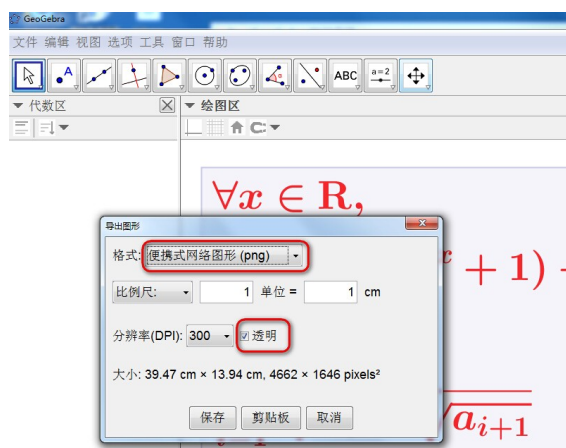 GeoGebra
文件 编辑 视图 选项 工具 窗口 帮助
A ABC a=2
代数区 绘图区
∀x ∈ R,
导出图形
格式: 便携式网络图形 (png)
x + 1) -
比例尺: 1 单位 = 1 cm
分辨率(DPI): 300 透明
大小: 39.47 cm × 13.94 cm, 4662 × 1646 pixels²
保存 剪贴板 取消
√a_{i+1}